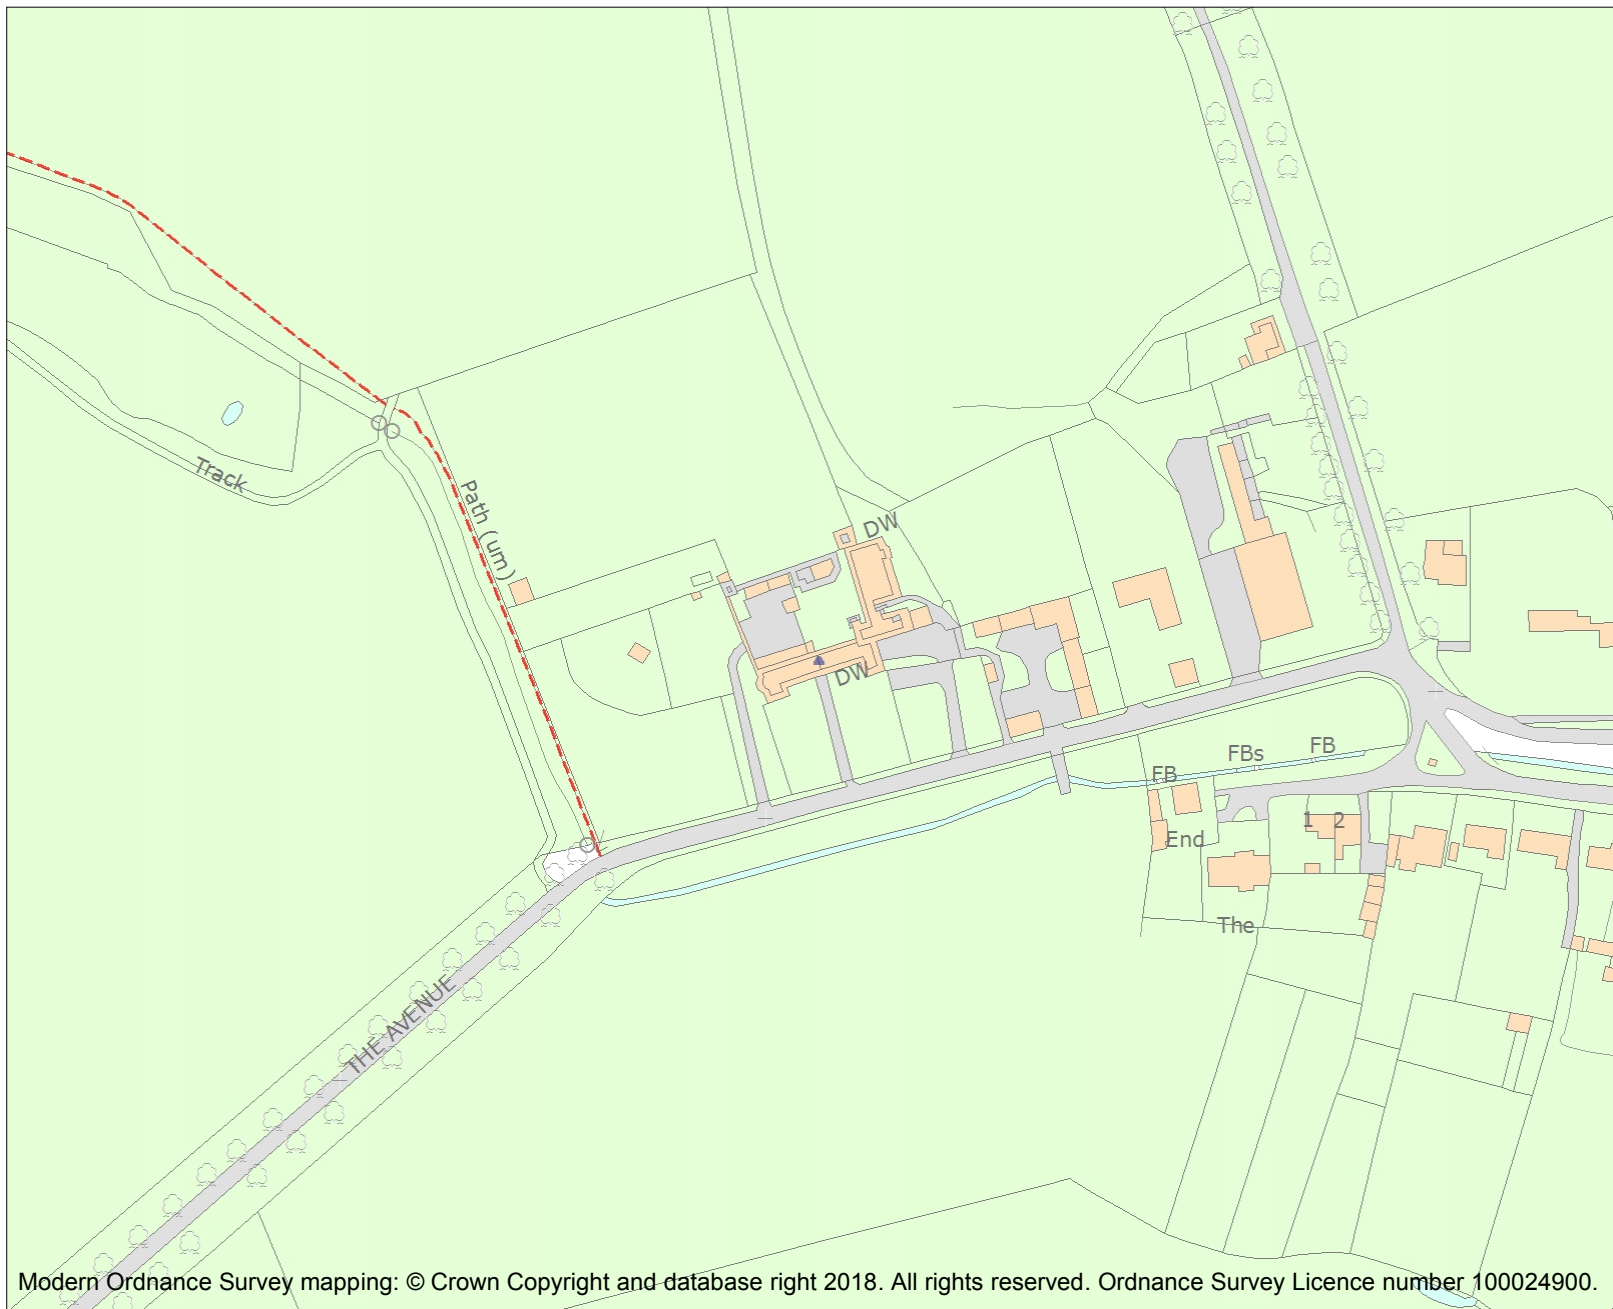 Track
Path (um)
DW
DW
FB
FBs
FB
1 2
End
The
THE AVENUE
Modern Ordnance Survey mapping: © Crown Copyright and database right 2018. All rights reserved. Ordnance Survey Licence number 100024900.